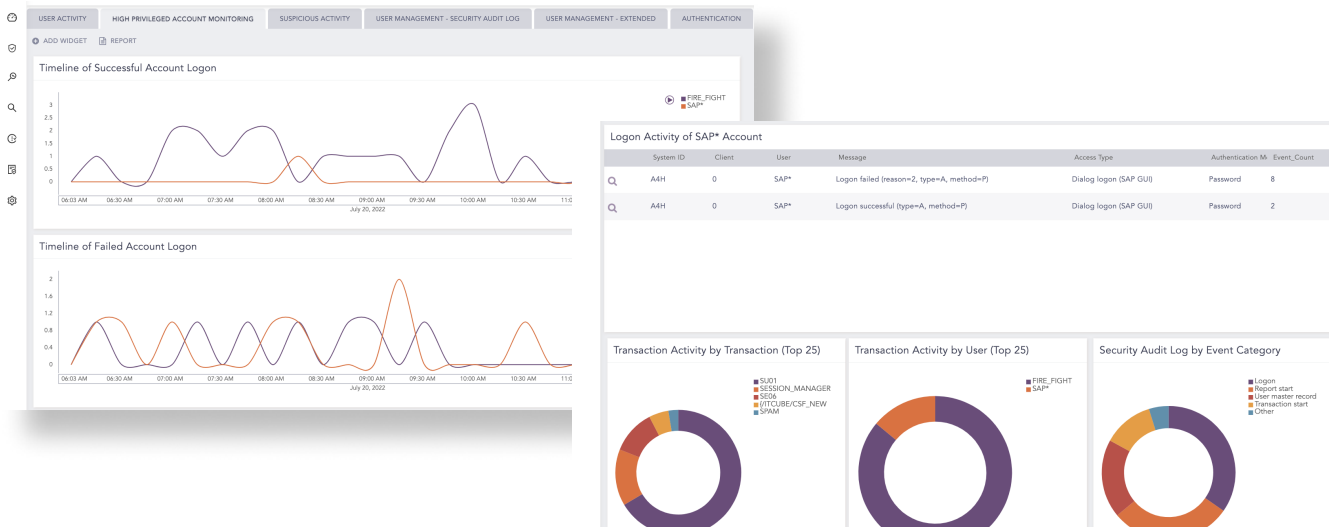 USER ACTIVITY HIGH PRIVILEGED ACCOUNT MONITORING SUSPICIOUS ACTIVITY USER MANAGEMENT - SECURITY AUDIT LOG USER MANAGEMENT - EXTENDED AUTHENTICATION
ADD WIDGET REPORT
Timeline of Successful Account Logon
FIRE_FIGHT
SAP*
3
2.5
2
1.5
1
0.5
0
06:03 AM 06:30 AM 07:00 AM 07:30 AM 08:00 AM 08:30 AM 09:00 AM 09:30 AM 10:00 AM 10:30 AM 11:0
July 20, 2022
Timeline of Failed Account Logon
2
1.6
1.2
0.8
0.4
0
06:03 AM 06:30 AM 07:00 AM 07:30 AM 08:00 AM 08:30 AM 09:00 AM 09:30 AM 10:00 AM 10:30 AM 11:0
July 20, 2022
Logon Activity of SAP* Account
System ID Client User Message Access Type Authentication M Event_Count
A4H 0 SAP* Logon failed (reason=2, type=A, method=P) Dialog logon (SAP GUI) Password 8
A4H 0 SAP* Logon successful (type=A, method=P) Dialog logon (SAP GUI) Password 2
Transaction Activity by Transaction (Top 25)
SU01
SESSION_MANAGER
SE06
(/ITCUBE/CSF_NEW
SPAM
Transaction Activity by User (Top 25)
FIRE_FIGHT
SAP*
Security Audit Log by Event Category
Logon
Report start
User master record
Transaction start
Other